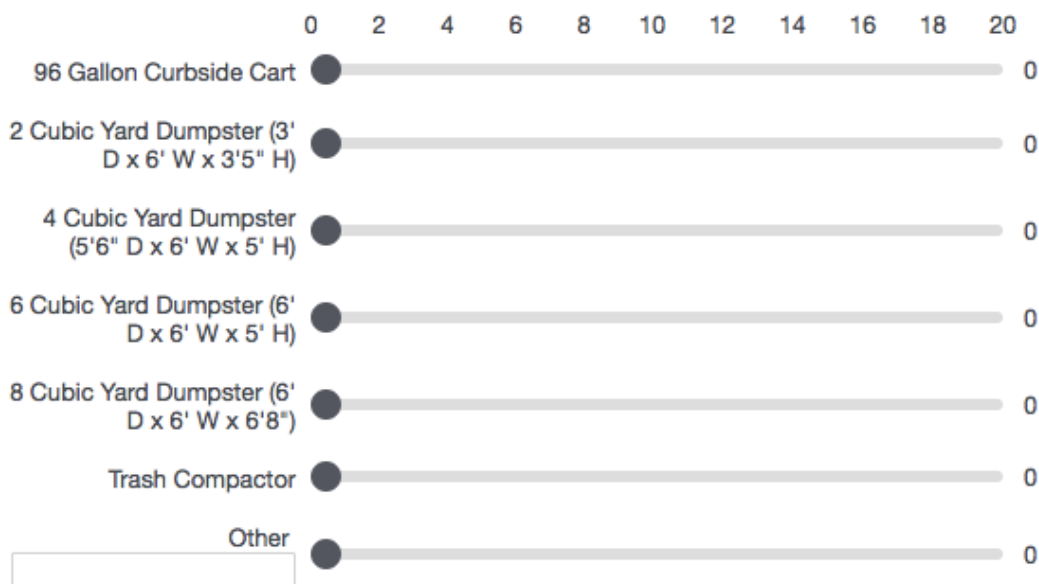 0 2 4 6 8 10 12 14 16 18 20
96 Gallon Curbside Cart 0
2 Cubic Yard Dumpster (3'
D x 6' W x 3'5" H) 0
4 Cubic Yard Dumpster
(5'6" D x 6' W x 5' H) 0
6 Cubic Yard Dumpster (6'
D x 6' W x 5' H) 0
8 Cubic Yard Dumpster (6'
D x 6' W x 6'8") 0
Trash Compactor 0
Other 0